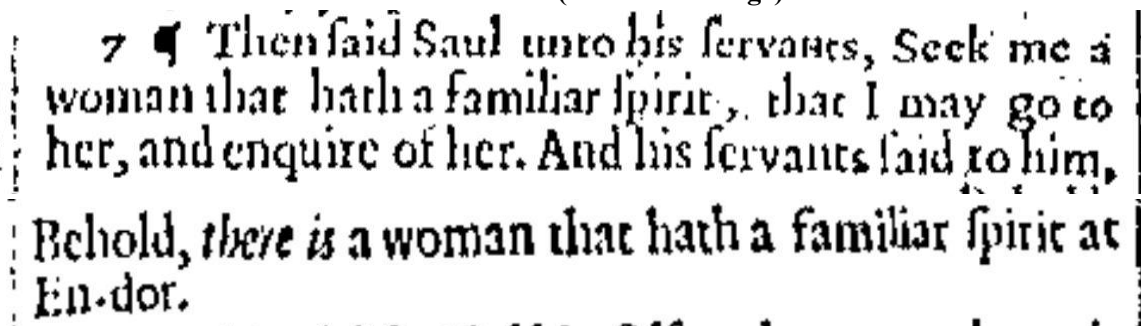 7 ¶ Then ſaid Saul unto his ſervants, Seek me a
woman that hath a familiar ſpirit, that I may go to
her, and enquire of her. And his ſervants ſaid to him,
Behold, there is a woman that hath a familiar ſpirit at
En-dor.